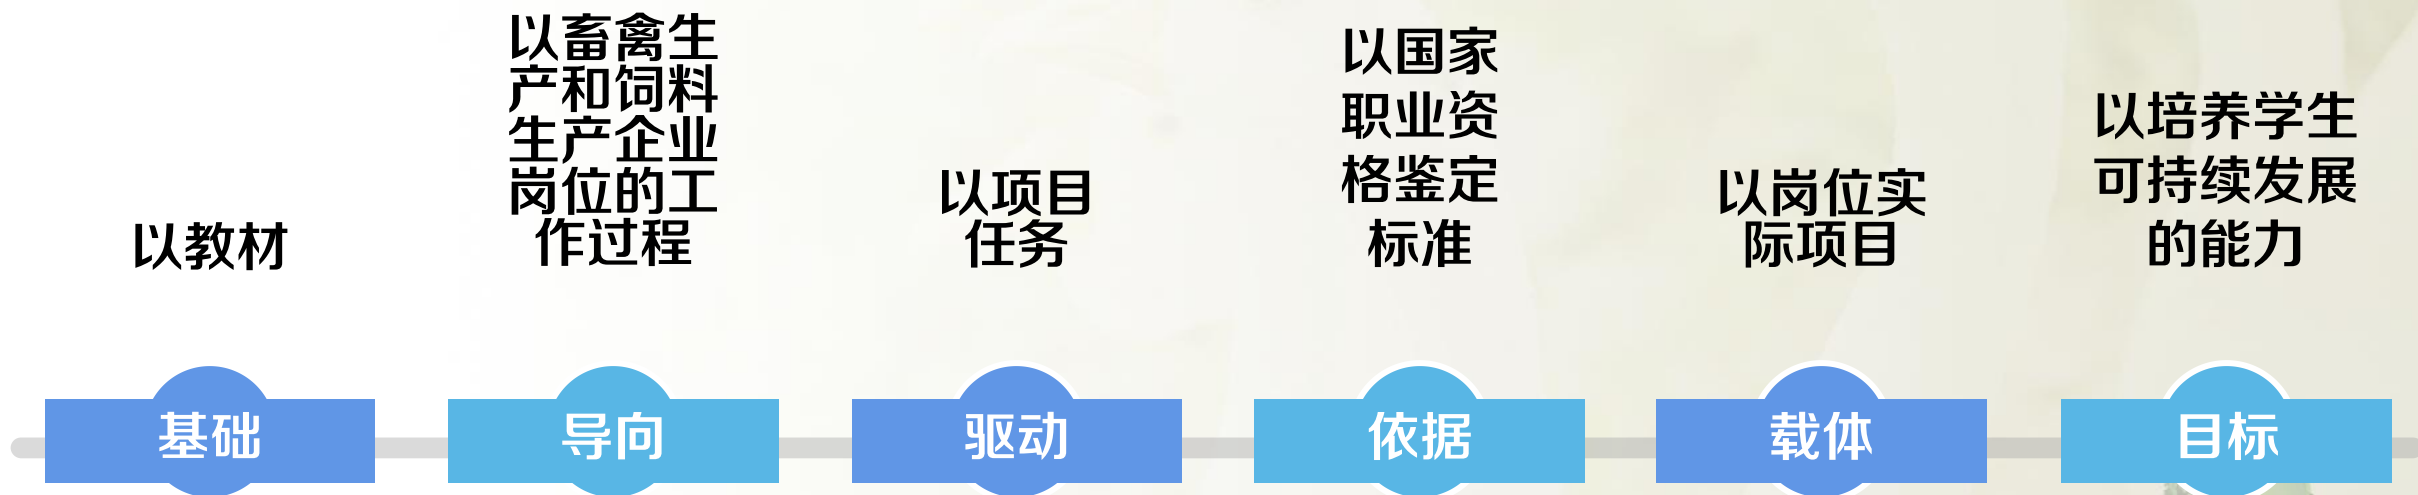 以教材
基础
以畜禽生
产和饲料
生产企业
岗位的工
作过程
导向
以项目
任务
驱动
以国家
职业资
格鉴定
标准
依据
以岗位实
际项目
载体
以培养学生
可持续发展
的能力
目标